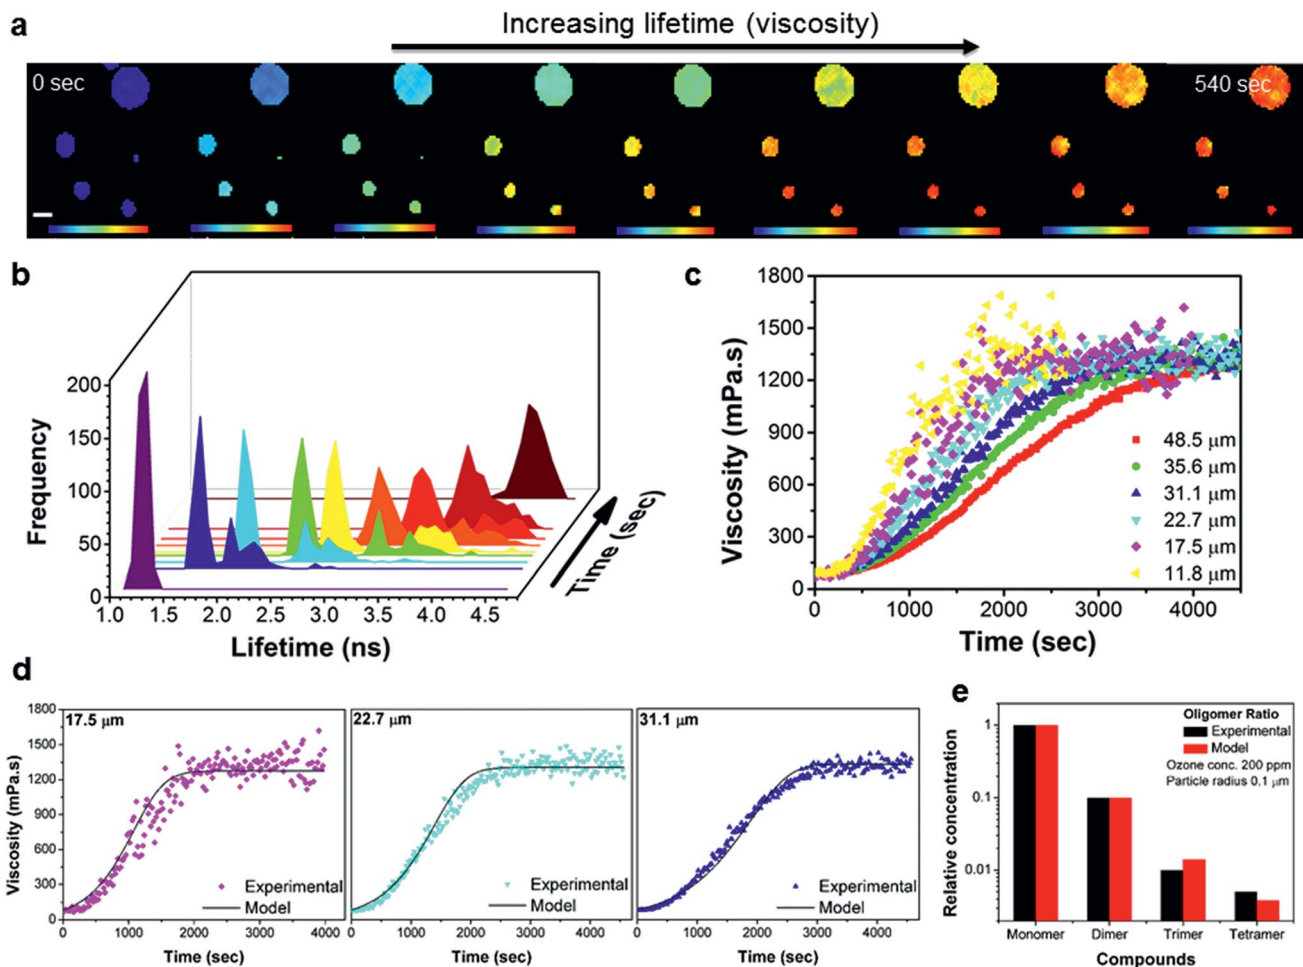 a
Increasing lifetime (viscosity)
0 sec
540 sec
b
Frequency
200
150
100
50
0
1.0 1.5 2.0 2.5 3.0 3.5 4.0 4.5
Lifetime (ns)
Time (sec)
c
Viscosity (mPa.s)
1800
1500
1200
900
600
300
0
0 1000 2000 3000
Time (sec)
48.5 μm
35.6 μm
31.1 μm
22.7 μm
17.5 μm
11.8 μm
d
Viscosity (mPa.s)
1800
1500
1200
900
600
300
0
17.5 μm
Experimental
Model
0 1000 2000 3000 4000
Time (sec)
22.7 μm
Experimental
Model
0 1000 2000 3000 4000
Time (sec)
31.1 μm
Experimental
Model
0 1000 2000 3000 4000
Time (sec)
e
Relative concentration
1
0.1
0.01
Oligomer Ratio
Experimental
Model
Ozone conc. 200 ppm
Particle radius 0.1 μm
Monomer Dimer Trimer Tetramer
Compounds